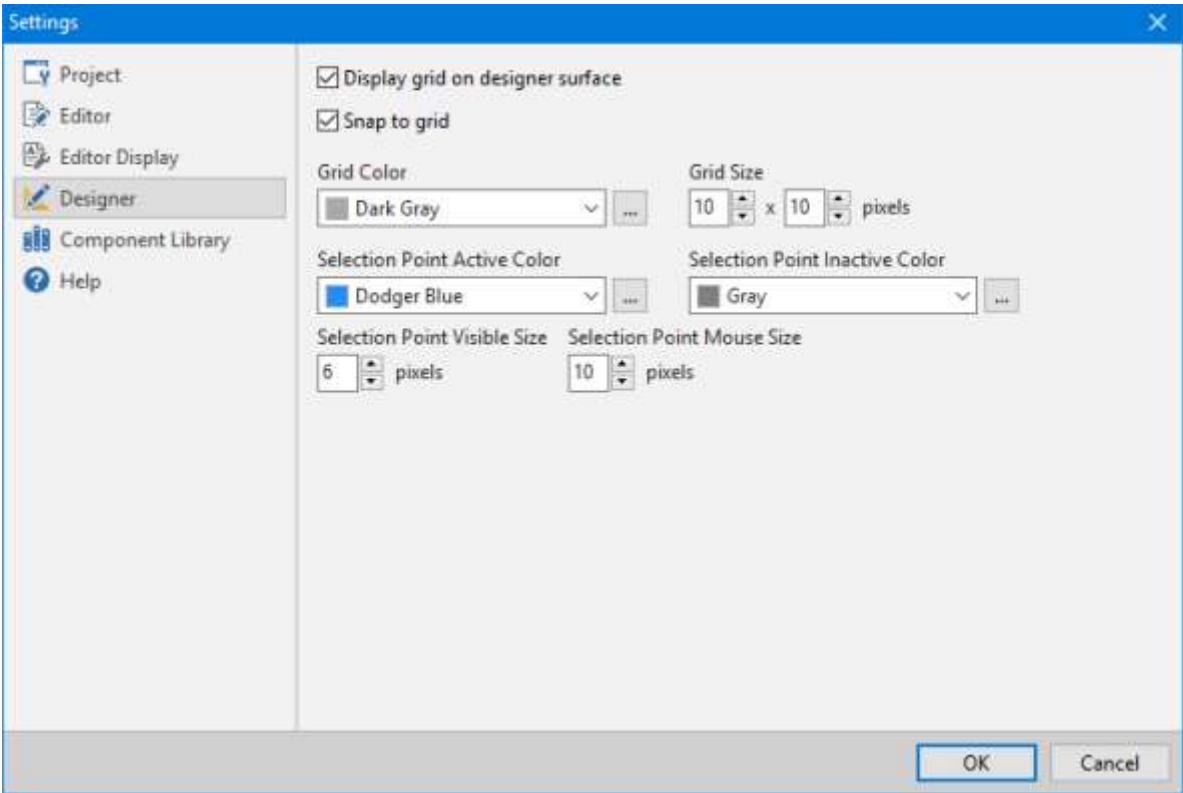 Settings
Project
Editor
Editor Display
Designer
Component Library
Help
Display grid on designer surface
Snap to grid
Grid Color Grid Size
Dark Gray ... 10 x 10 pixels
Selection Point Active Color Selection Point Inactive Color
Dodger Blue ... Gray ...
Selection Point Visible Size Selection Point Mouse Size
6 pixels 10 pixels
OK Cancel